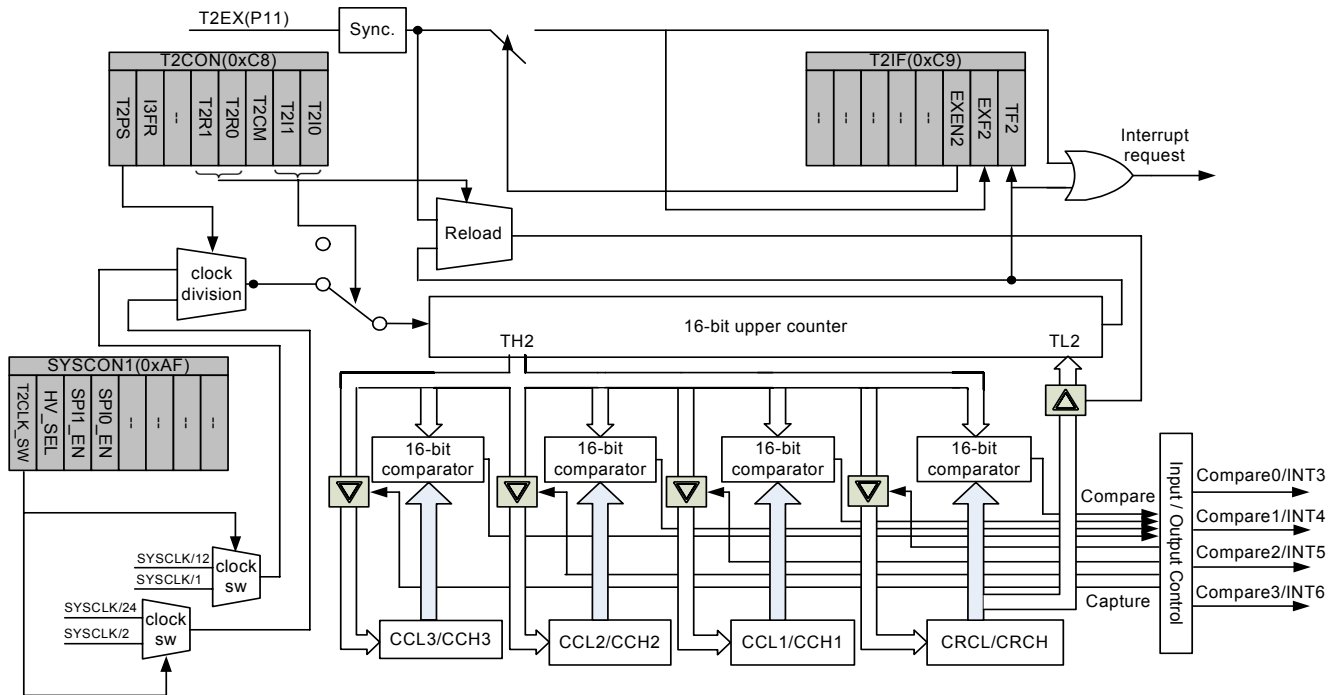 T2EX(P11)
Sync.
T2CON(0xC8)
T2PS
I3FR
--
T2R1
T2R0
T2CM
T2I1
T2I0
T2IF(0xC9)
--
--
--
--
--
EXEN2
EXF2
TF2
Interrupt
request
Reload
clock
division
16-bit upper counter
TH2
TL2
SYSCON1(0xAF)
T2CLK_SW
HV_SEL
SPI1_EN
SPI0_EN
--
--
--
--
16-bit
comparator
16-bit
comparator
16-bit
comparator
16-bit
comparator
Compare
Capture
Input / Output Control
Compare0/INT3
Compare1/INT4
Compare2/INT5
Compare3/INT6
SYSCLK/12
SYSCLK/1
clock
sw
SYSCLK/24
SYSCLK/2
clock
sw
CCL3/CCH3
CCL2/CCH2
CCL1/CCH1
CRCL/CRCH